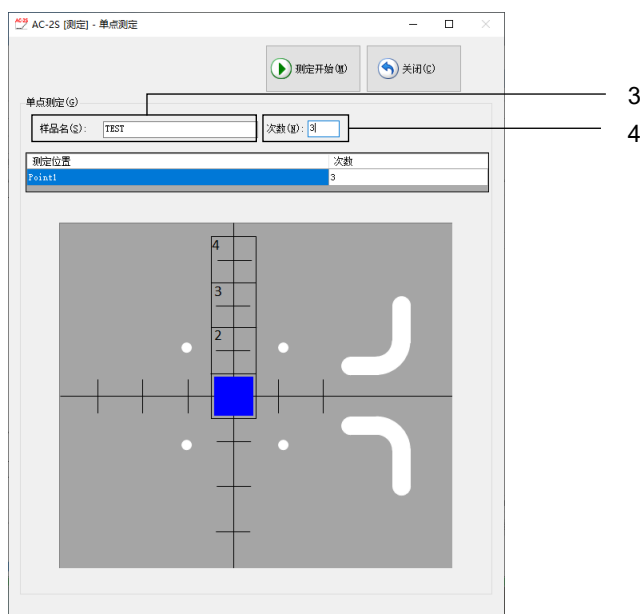 AC-2S [测定] - 单点测定
测定开始(M)
关闭(C)
单点测定(G)
样品名(S): TEST
次数(N): 3
3
4
测定位置 次数
Point1 3
4
3
2